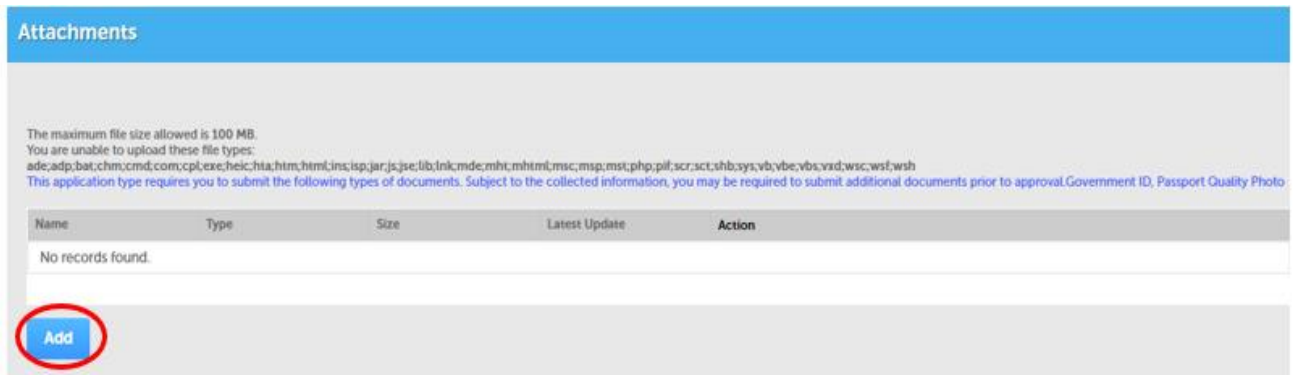 Attachments
The maximum file size allowed is 100 MB.
You are unable to upload these file types:
ade;adp;bat;chm;cmd;com;cpl;exe;heic;hta;htm;html;ins;isp;jar;js;jse;lib;lnk;mde;mht;mhtml;msc;msp;mst;php;pif;scr;sct;shb;sys;vb;vbe;vbs;vxd;wsc;wsf;wsh
This application type requires you to submit the following types of documents. Subject to the collected information, you may be required to submit additional documents prior to approval.Government ID, Passport Quality Photo
Name Type Size Latest Update Action
No records found.
Add